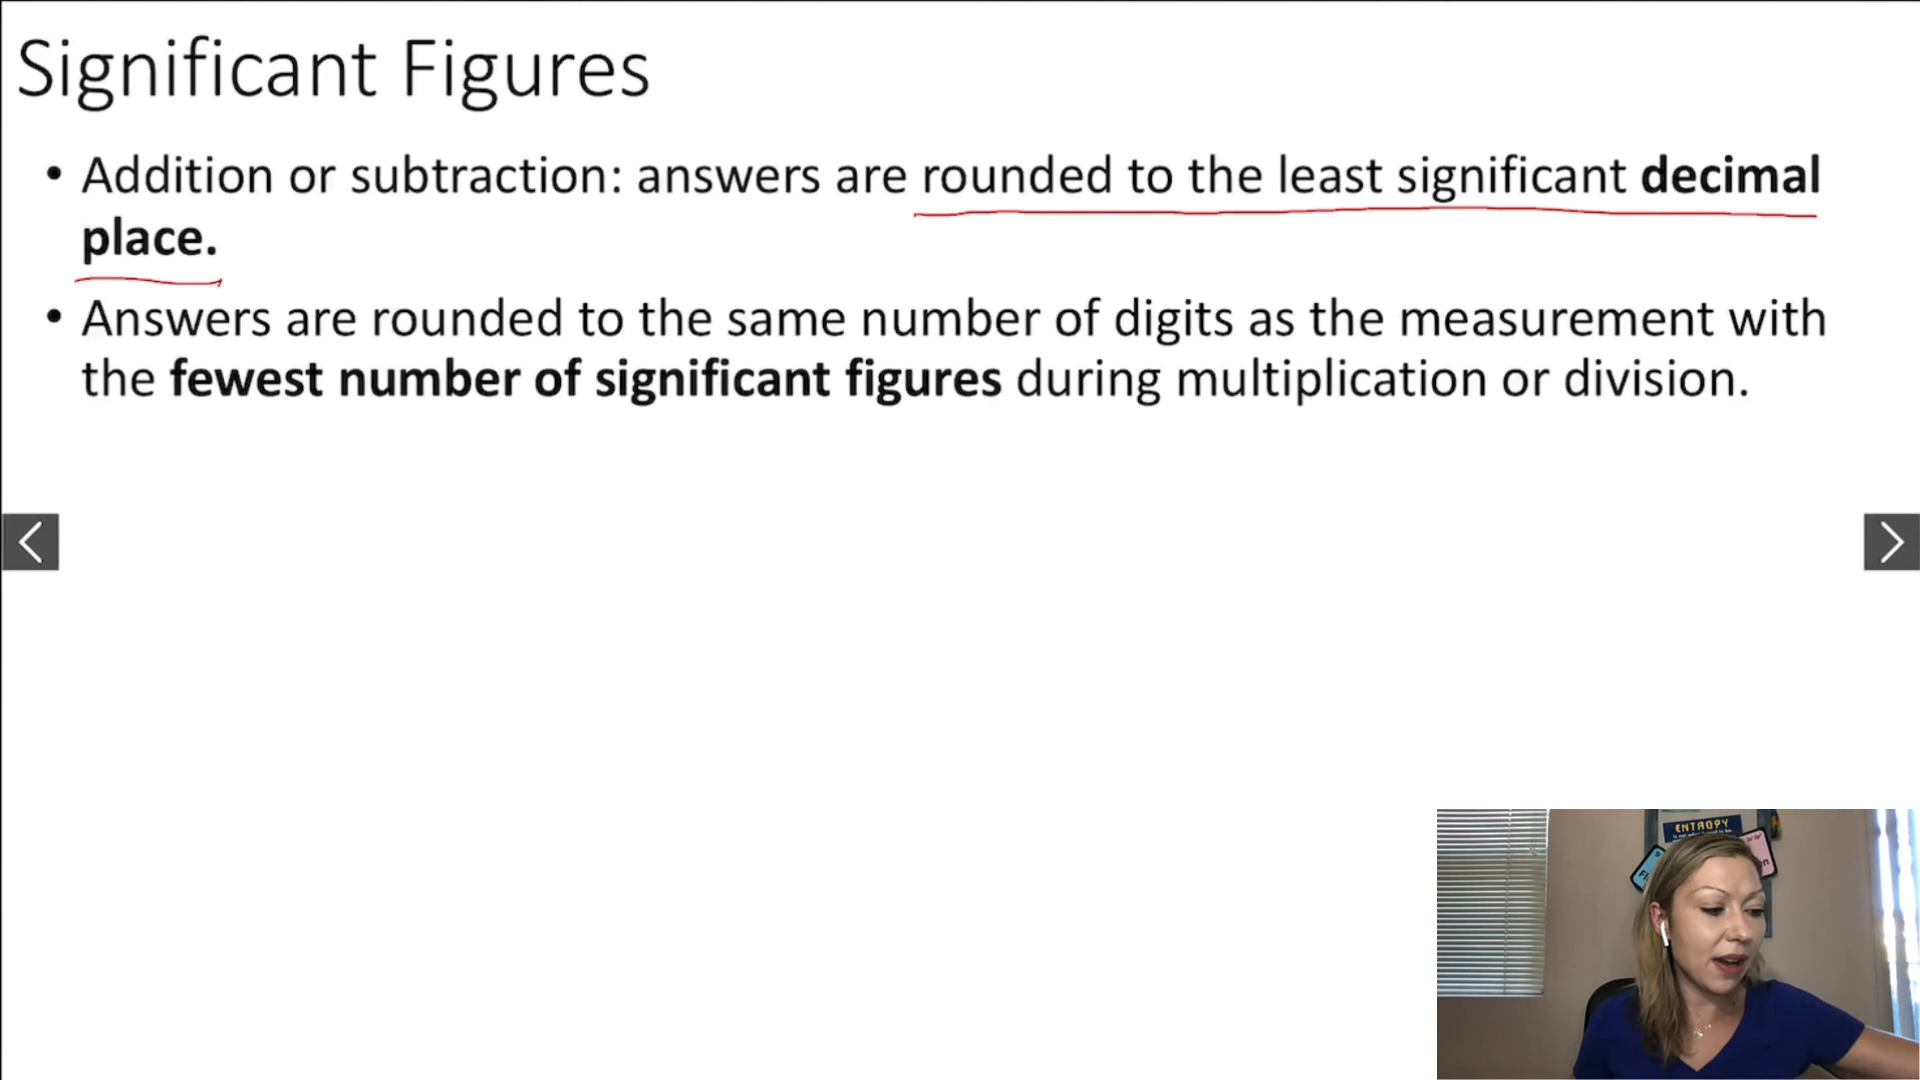 Significant Figures
• Addition or subtraction: answers are rounded to the least significant decimal
place.
• Answers are rounded to the same number of digits as the measurement with
the fewest number of significant figures during multiplication or division.
ENTROPY